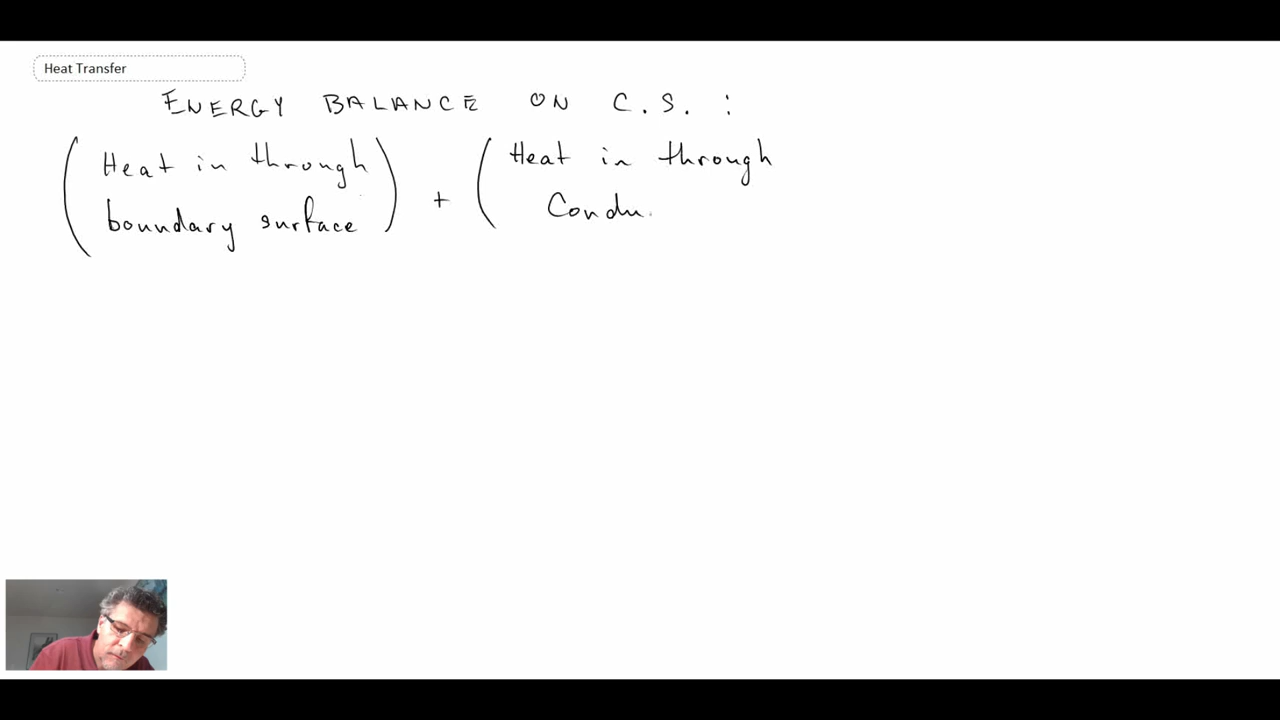 Heat Transfer
ENERGY BALANCE ON C.S. :
(Heat in through boundary surface) + (Heat in through
Condu